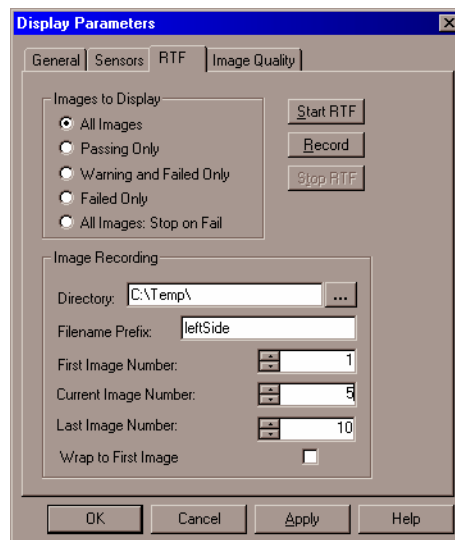 Display Parameters
General Sensors RTF Image Quality
Images to Display
All Images
Passing Only
Warning and Failed Only
Failed Only
All Images: Stop on Fail
Start RTF
Record
Stop RTF
Image Recording
Directory: C:\Temp\ ...
Filename Prefix: leftSide
First Image Number: 1
Current Image Number: 5
Last Image Number: 10
Wrap to First Image
OK Cancel Apply Help